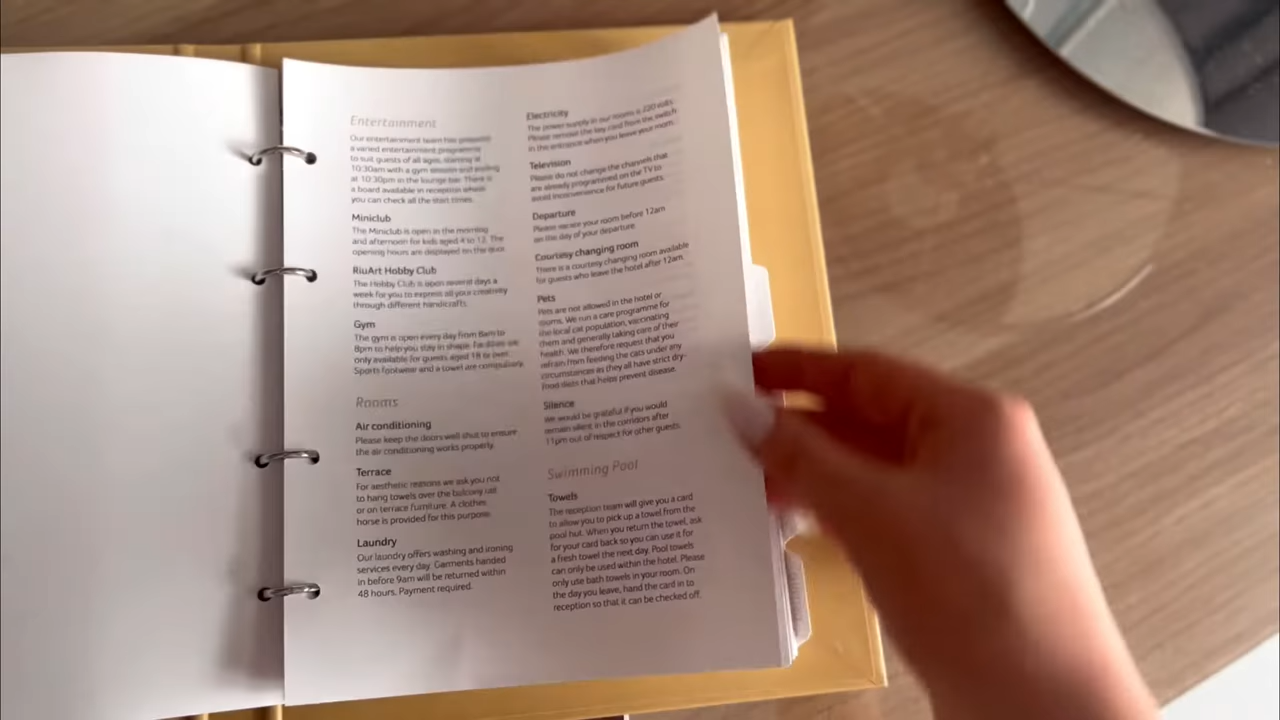 Entertainment
Our entertainment team has prepared
a varied entertainment programme
to suit guests of all ages, starting at
10:30am with a gym session and ending
at 10:30pm in the lounge bar. There is
a board available in reception where
you can check all the start times.
Miniclub
The Miniclub is open in the morning
and afternoon for kids aged 4 to 12. The
opening hours are displayed on the door.
RiuArt Hobby Club
The Hobby Club is open several days a
week for you to express all your creativity
through different handicrafts.
Gym
The gym is open every day from 8am to
8pm to help you stay in shape. Facilities are
only available for guests aged 18 or over.
Sports footwear and a towel are compulsory.
Rooms
Air conditioning
Please keep the doors well shut to ensure
the air conditioning works properly.
Terrace
For aesthetic reasons we ask you not
to hang towels over the balcony rail
or on terrace furniture. A clothes
horse is provided for this purpose.
Laundry
Our laundry offers washing and ironing
services every day. Garments handed
in before 9am will be returned within
48 hours. Payment required.
Electricity
The power supply in our rooms is 220 volts.
Please remove the key card from the switch
in the entrance when you leave your room.
Television
Please do not change the channels that
are already programmed on the TV to
avoid inconvenience for future guests.
Departure
Please vacate your room before 12am
on the day of your departure.
Courtesy changing room
There is a courtesy changing room available
for guests who leave the hotel after 12am.
Pets
Pets are not allowed in the hotel or
rooms. We run a care programme for
the local cat population, vaccinating
them and generally taking care of their
health. We therefore request that you
refrain from feeding the cats under any
circumstances as they all have strict dry-
food diets that helps prevent disease.
Silence
We would be grateful if you would
remain silent in the corridors after
11pm out of respect for other guests.
Swimming Pool
Towels
The reception team will give you a card
to allow you to pick up a towel from the
pool hut. When you return the towel, ask
for your card back so you can use it for
a fresh towel the next day. Pool towels
can only be used within the hotel. Please
only use bath towels in your room. On
the day you leave, hand the card in to
reception so that it can be checked off.